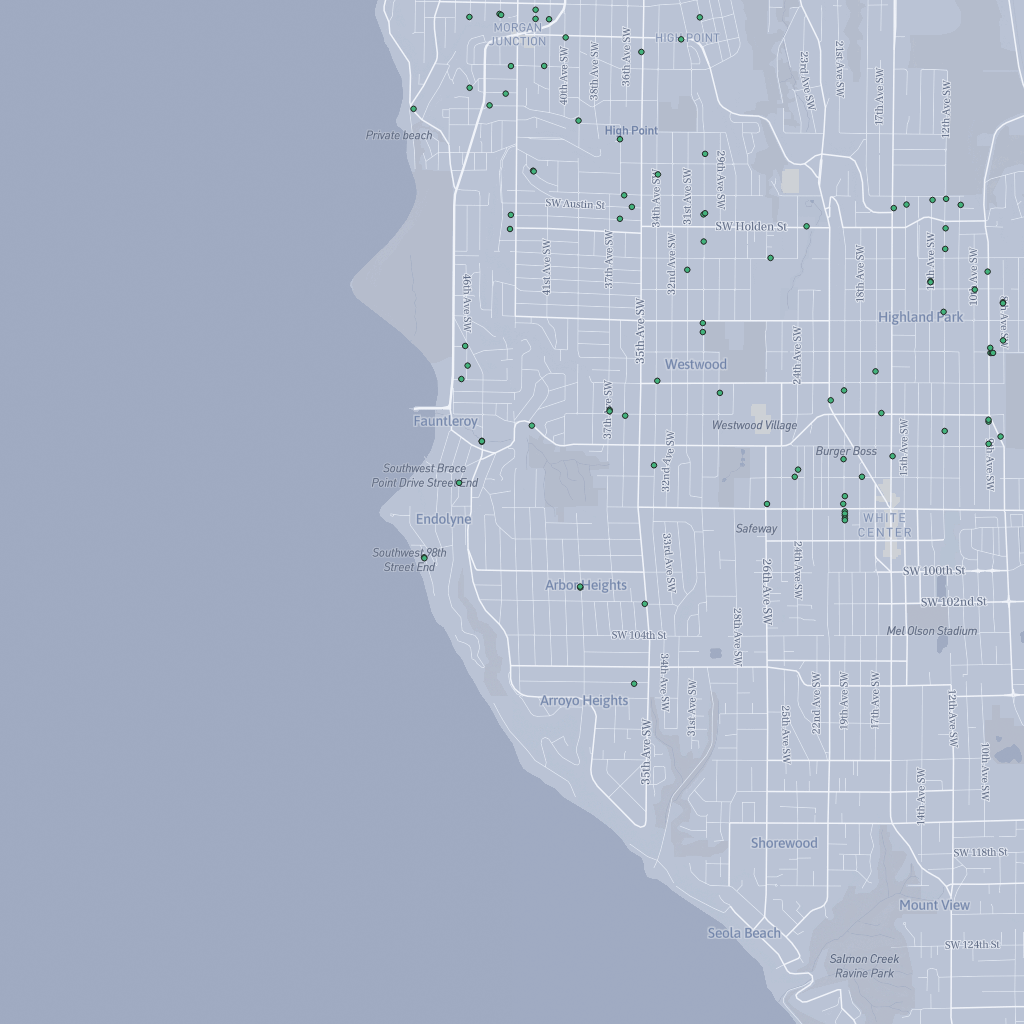 MORGAN
JUNCTION
HIGH POINT
40th Ave SW
38th Ave SW
36th Ave SW
23rd Ave SW
21st Ave SW
17th Ave SW
12th Ave SW
Private beach
High Point
34th Ave SW
31st Ave SW
29th Ave SW
SW Austin St
SW Holden St
46th Ave SW
41st Ave SW
37th Ave SW
32nd Ave SW
18th Ave SW
35th Ave SW
24th Ave SW
Highland Park
Westwood
37th Ave SW
Fauntleroy
Westwood Village
Burger Boss
15th Ave SW
Southwest Brace
Point Drive Street End
32nd Ave SW
Endolyne
Safeway
WHITE
CENTER
Southwest 98th
Street End
33rd Ave SW
24th Ave SW
26th Ave SW
SW 100th St
Arbor Heights
SW 102nd St
28th Ave SW
SW 104th St
Mel Olson Stadium
34th Ave SW
31st Ave SW
Arroyo Heights
22nd Ave SW
19th Ave SW
17th Ave SW
12th Ave SW
25th Ave SW
35th Ave SW
10th Ave SW
14th Ave SW
Shorewood
SW 118th St
Mount View
Seola Beach
SW 124th St
Salmon Creek
Ravine Park